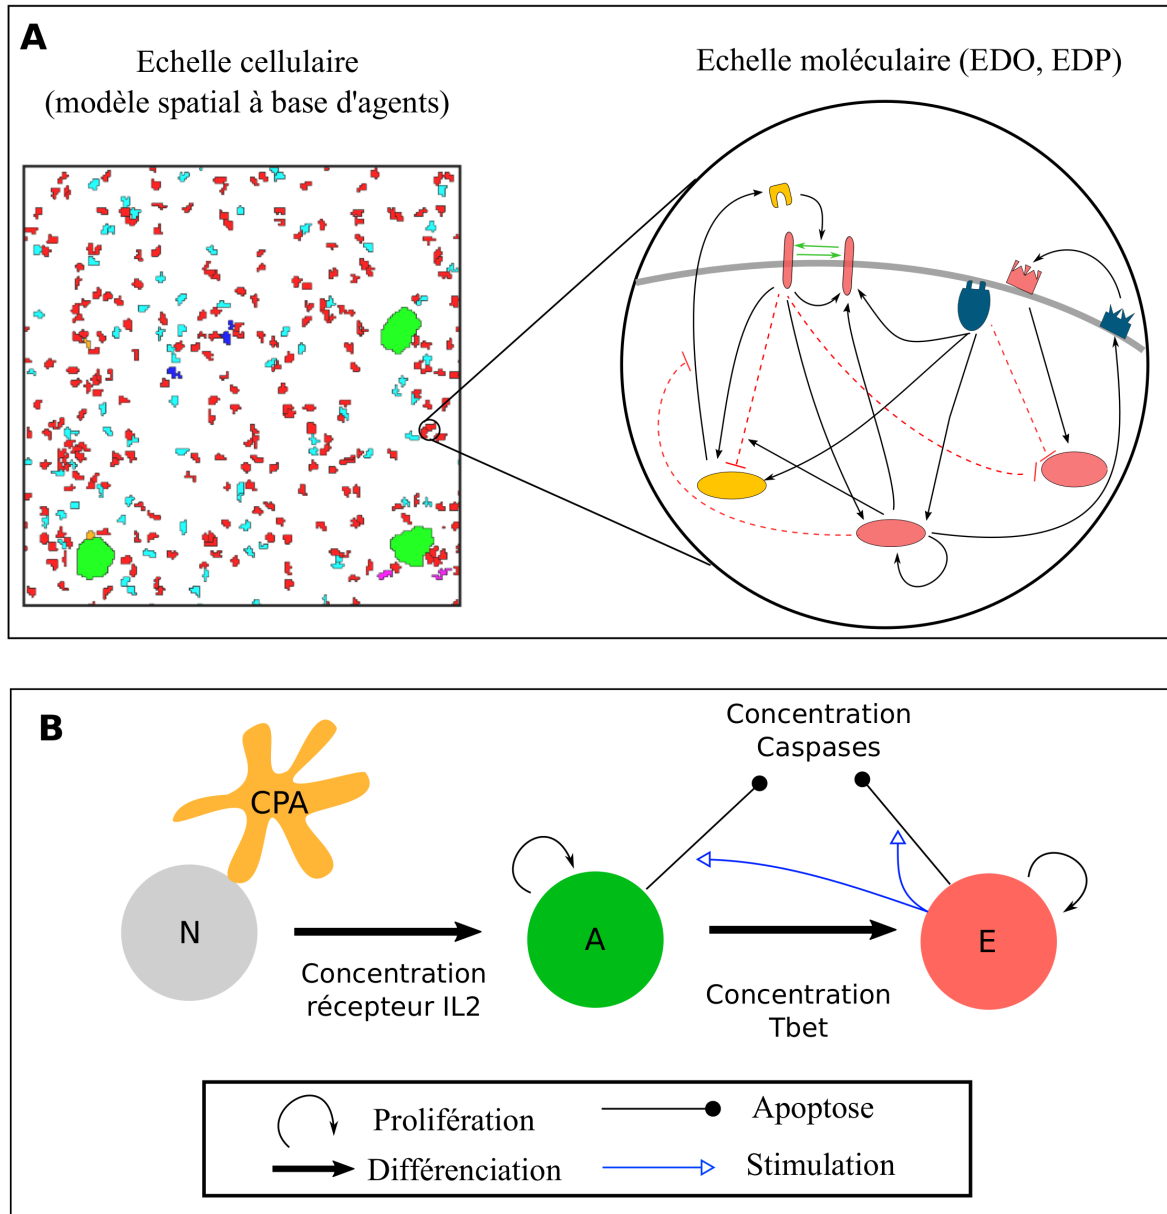 A
Echelle cellulaire
(modèle spatial à base d'agents)
Echelle moléculaire (EDO, EDP)
B
CPA
N
Concentration
récepteur IL2
A
Concentration
Caspases
Concentration
Tbet
E
Prolifération
Apoptose
Différenciation
Stimulation